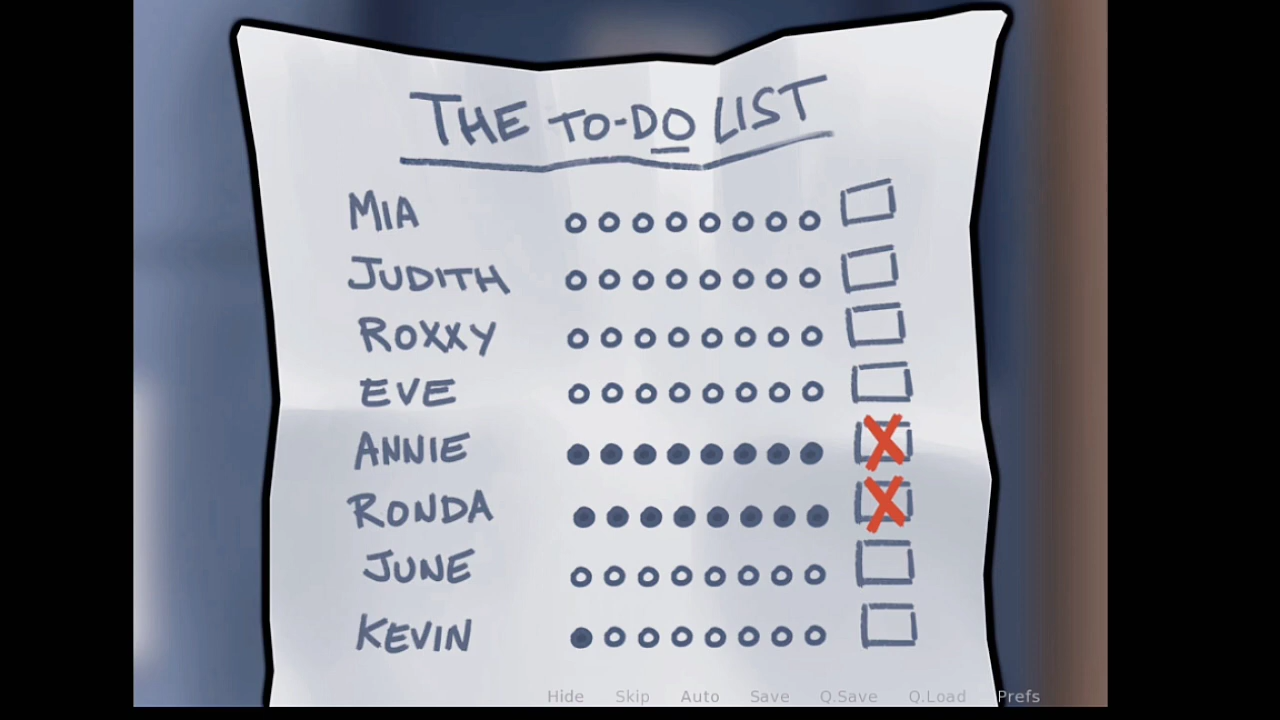 THE TO-DO LIST
MIA
JUDITH
ROXXY
EVE
ANNIE
RONDA
JUNE
KEVIN
Hide Skip Auto Save Q.Save Q.Load Prefs